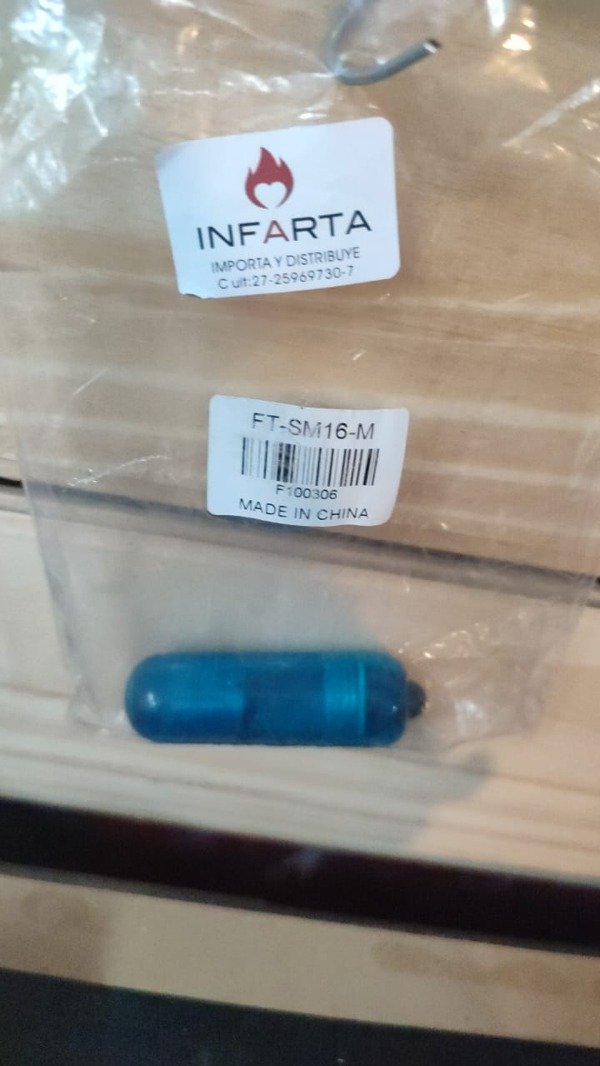 INFARTA
IMPORTA Y DISTRIBUYE
C uit:27-25969730-7
FT-SM16-M
F100306
MADE IN CHINA